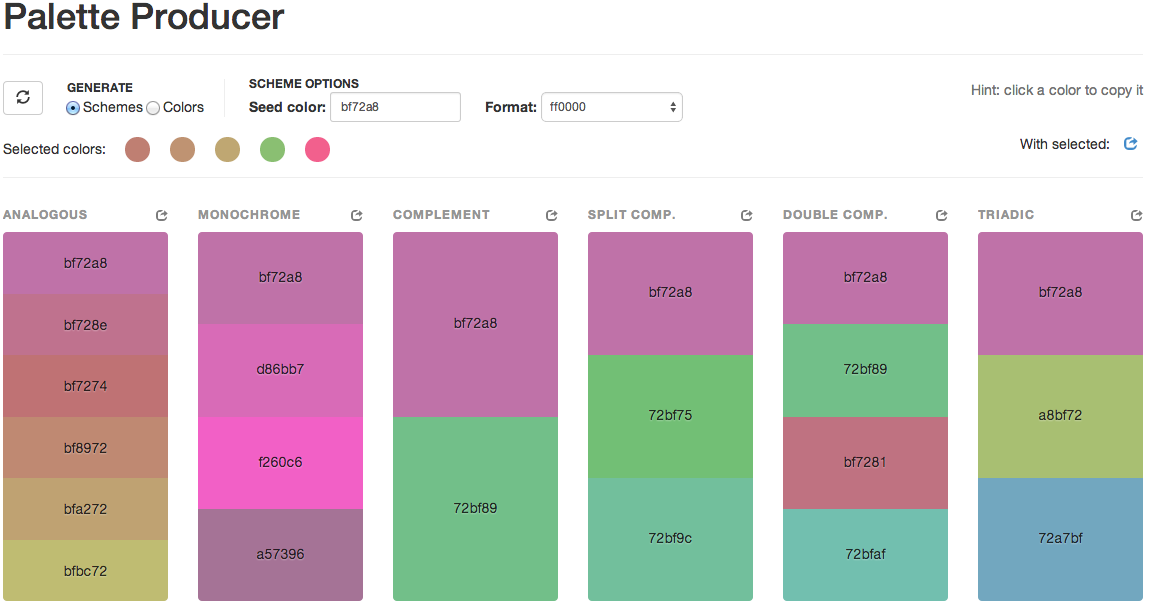 Palette Producer
GENERATE
Schemes Colors
SCHEME OPTIONS
Seed color: bf72a8 Format: ff0000
Hint: click a color to copy it
Selected colors:
With selected:
ANALOGOUS
bf72a8
bf728e
bf7274
bf8972
bfa272
bfbc72
MONOCHROME
bf72a8
d86bb7
f260c6
a57396
COMPLEMENT
bf72a8
72bf89
SPLIT COMP.
bf72a8
72bf75
72bf9c
DOUBLE COMP.
bf72a8
72bf89
bf7281
72bfaf
TRIADIC
bf72a8
a8bf72
72a7bf